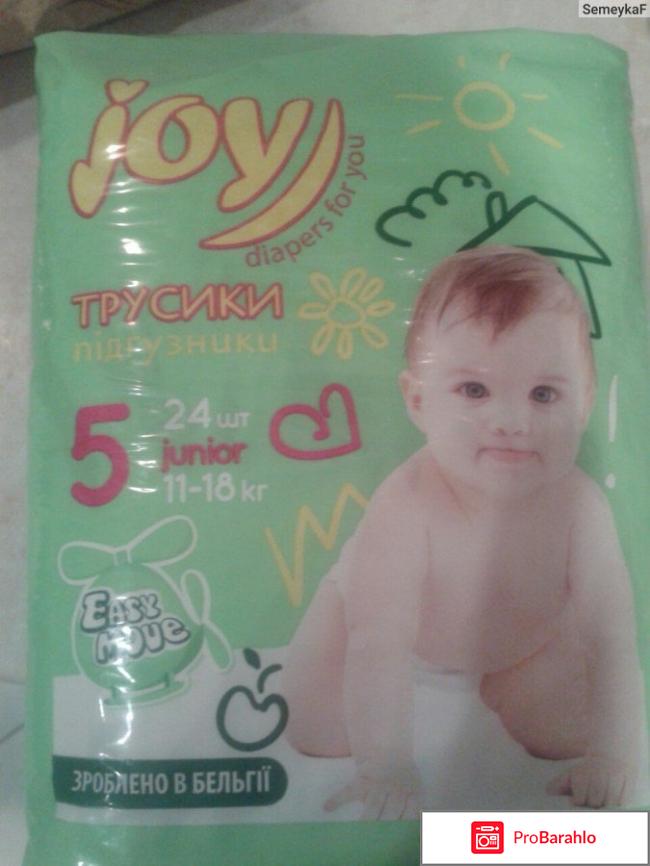 SemeykaF
joy
diapers for you
ТРУСИКИ
підгузники
5
24 шт
junior
11-18 кг
EASY
MOVE
ЗРОБЛЕНО В БЕЛЬГІЇ
ProBarahlo